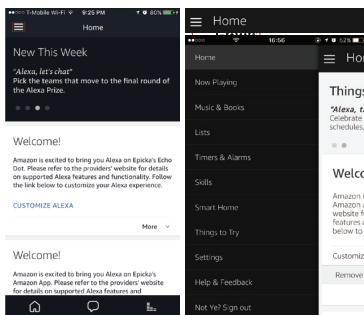 T-Mobile Wi-Fi 9:25 PM 80%
Home
New This Week
"Alexa, let's chat"
Pick the teams that move to the final round of
the Alexa Prize.
Welcome!
Amazon is excited to bring you Alexa on Epicka's Echo
Dot. Please refer to the providers' website for details
on supported Alexa features and functionality. Follow
the link below to customize your Alexa experience.
CUSTOMIZE ALEXA
More
Welcome!
Amazon is excited to bring you Alexa on Epicka's
Amazon App. Please refer to the providers' website
for details on supported Alexa features and
Home
16:56 52%
Home
Now Playing
Music & Books
Lists
Timers & Alarms
Skills
Smart Home
Things to Try
Settings
Help & Feedback
Not Ye? Sign out
Ho
Things
"Alexa, t
Celebrate
schedules,
Welco
Amazon i
Amazon
website f
features
below to
Customiz
Remove